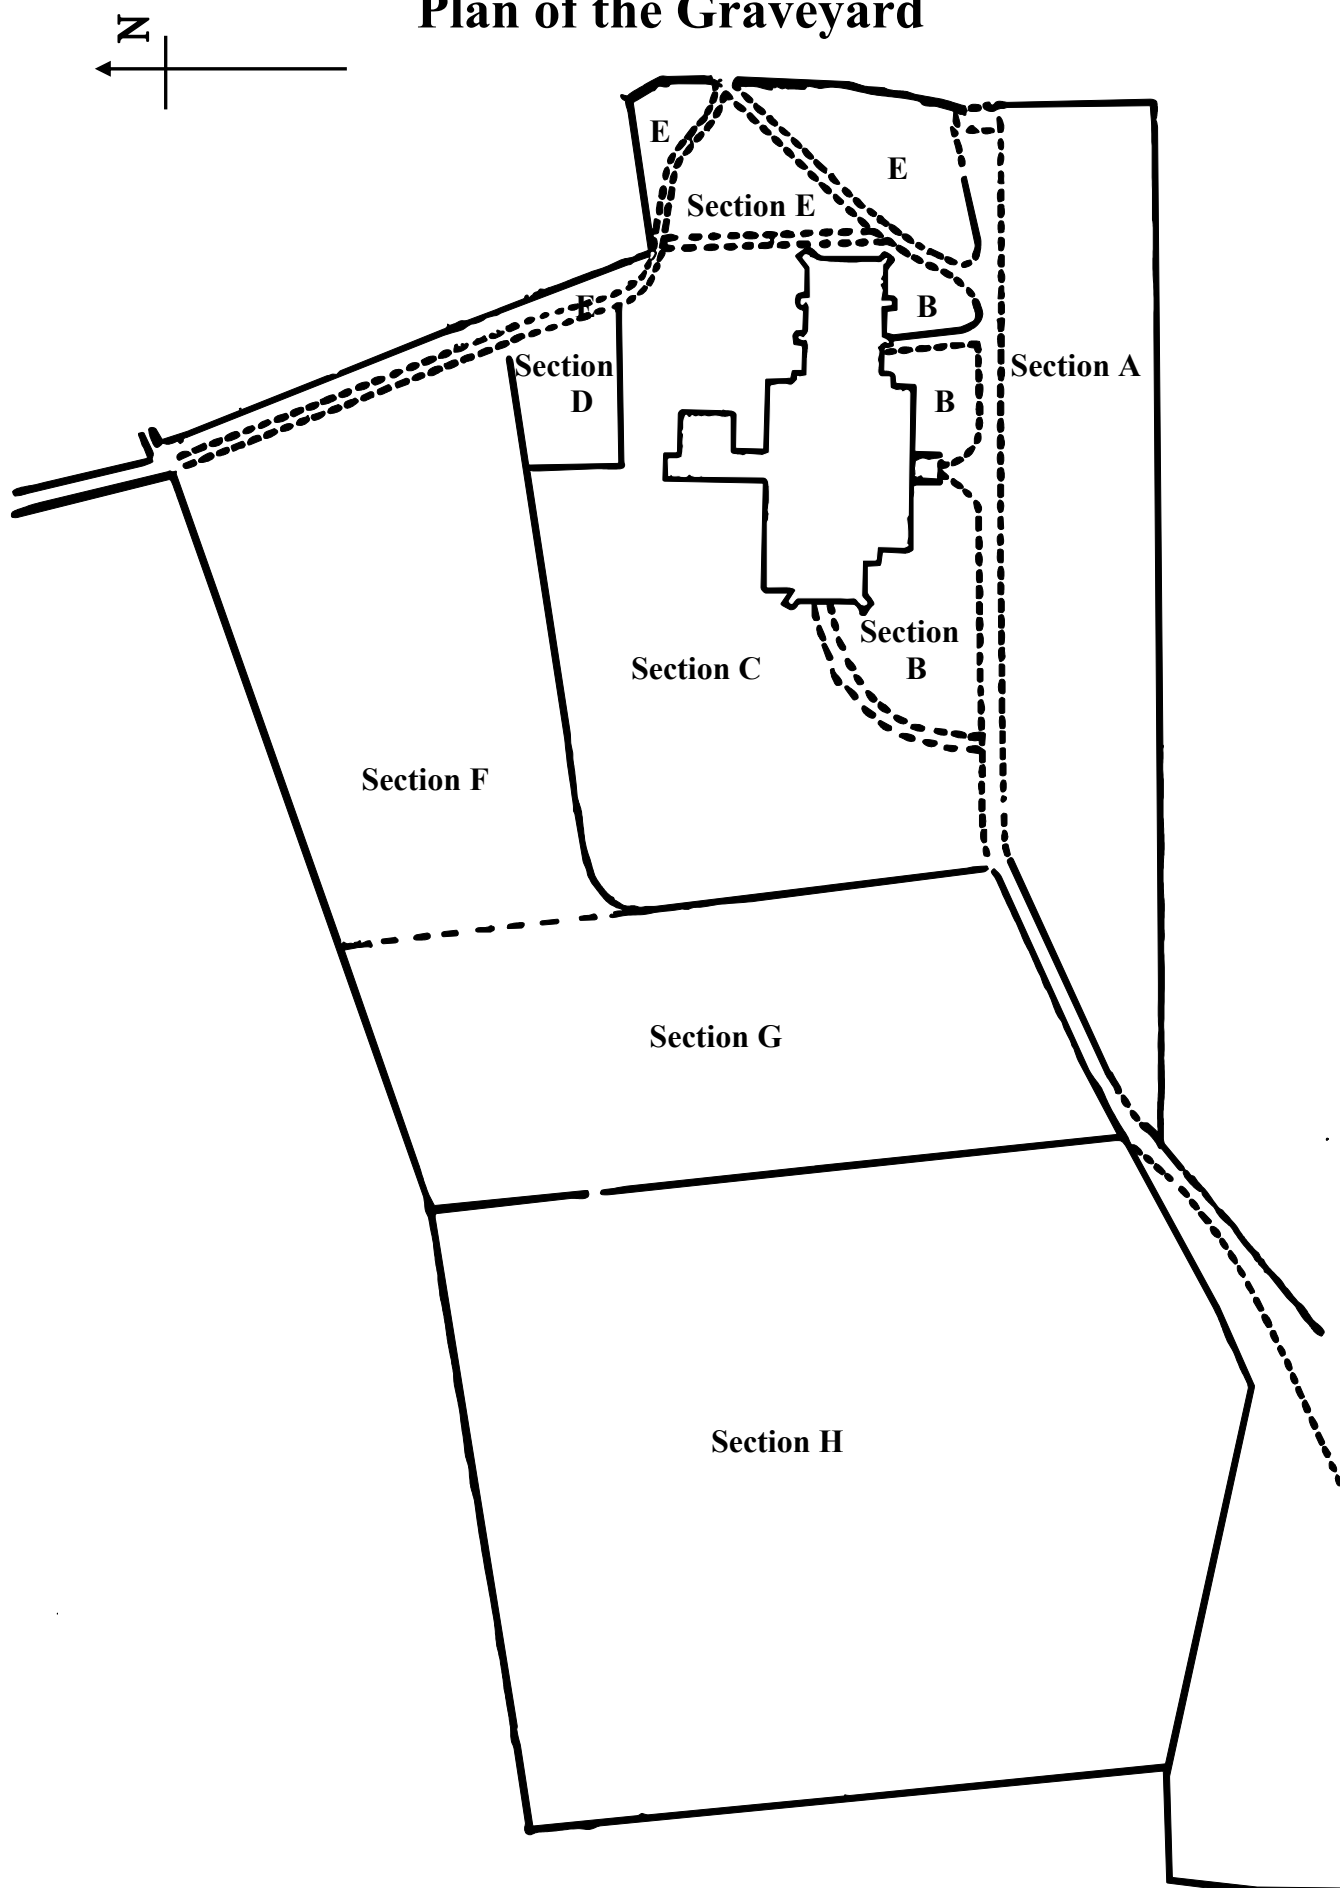 Plan of the Graveyard
N
E
E
Section E
F
B
Section
D
Section A
B
Section
B
Section C
Section F
Section G
Section H